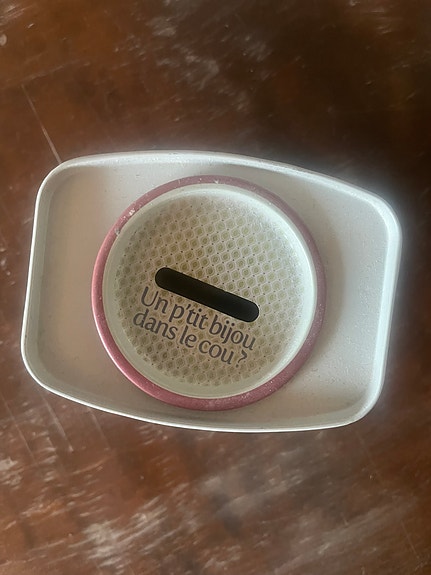 Un p'tit bijou
dans le cou ?